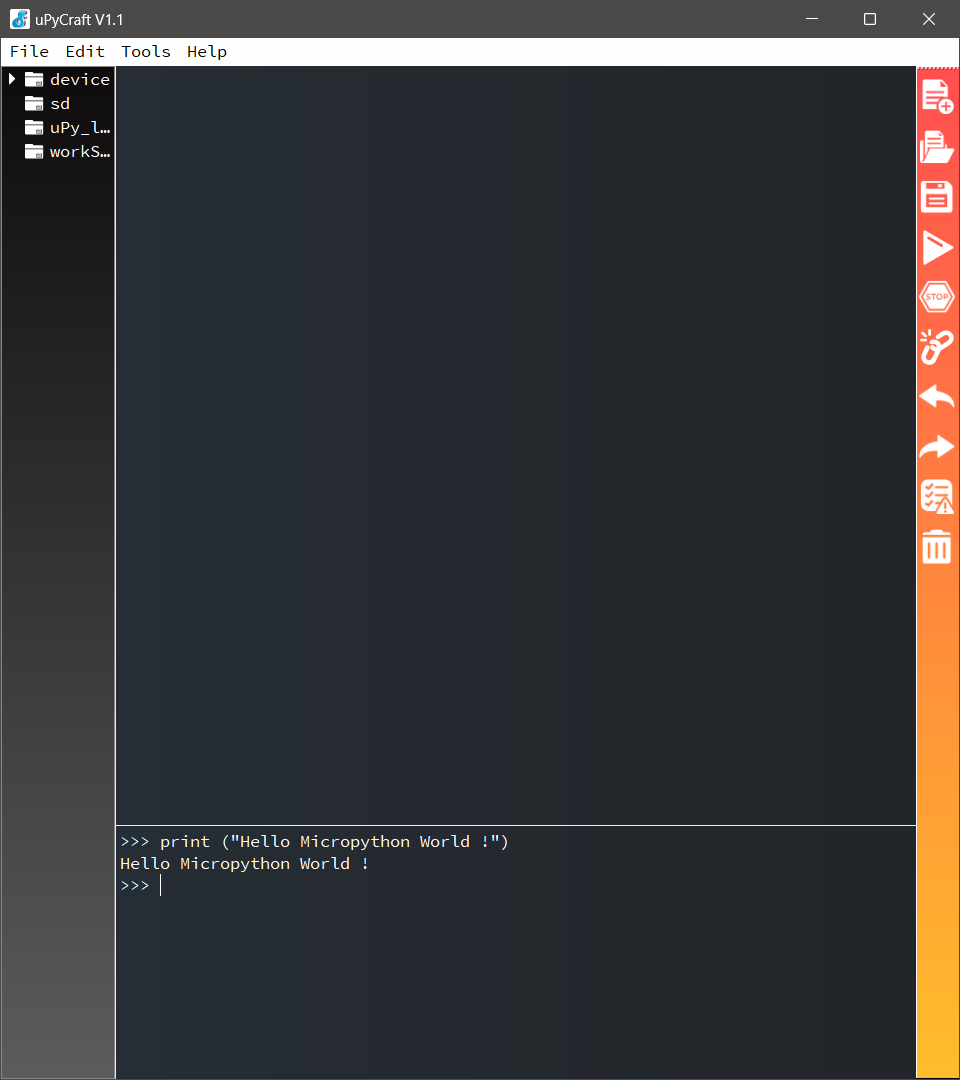 uPyCraft V1.1
File Edit Tools Help
device
sd
uPy_l...
workS...
STOP
>>> print ("Hello Micropython World !")
Hello Micropython World !
>>>